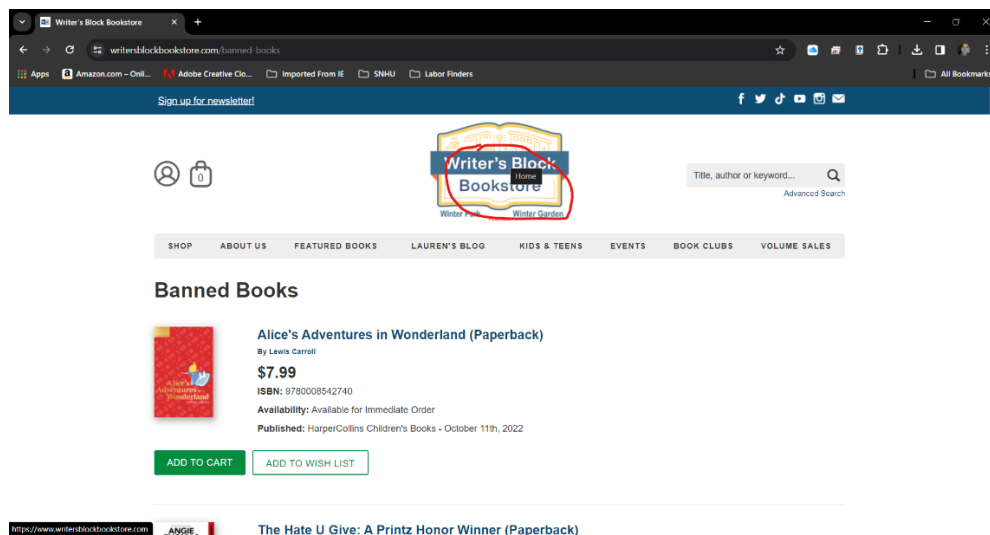 Writer's Block Bookstore
writersblockbookstore.com/banned-books
Apps Amazon.com – Onli... Adobe Creative Clo... Imported From IE SNHU Labor Finders All Bookmarks
Sign up for newsletter!
Writer's Block
Home
Bookstore
Winter Park Winter Garden
0
Title, author or keyword...
Advanced Search
SHOP ABOUT US FEATURED BOOKS LAUREN'S BLOG KIDS & TEENS EVENTS BOOK CLUBS VOLUME SALES
Banned Books
Alice's Adventures in Wonderland (Paperback)
By Lewis Carroll
$7.99
ISBN: 9780008542740
Availability: Available for Immediate Order
Published: HarperCollins Children's Books - October 11th, 2022
Alice's
Adventures in
Wonderland
ADD TO CART ADD TO WISH LIST
The Hate U Give: A Printz Honor Winner (Paperback)
ANGIE
https://www.writersblockbookstore.com